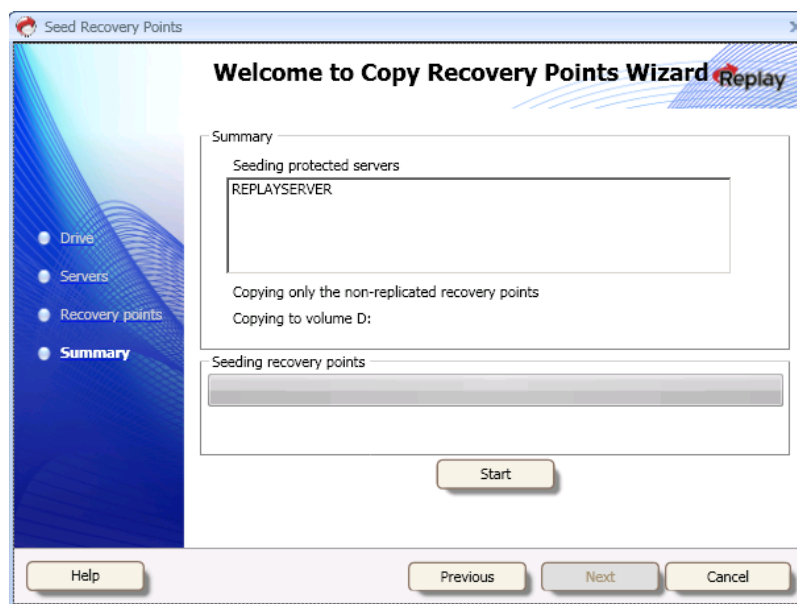 Seed Recovery Points
Welcome to Copy Recovery Points Wizard
Replay
Drive
Servers
Recovery points
Summary
Summary
Seeding protected servers
REPLAYSERVER
Copying only the non-replicated recovery points
Copying to volume D:
Seeding recovery points
Start
Help
Previous
Next
Cancel